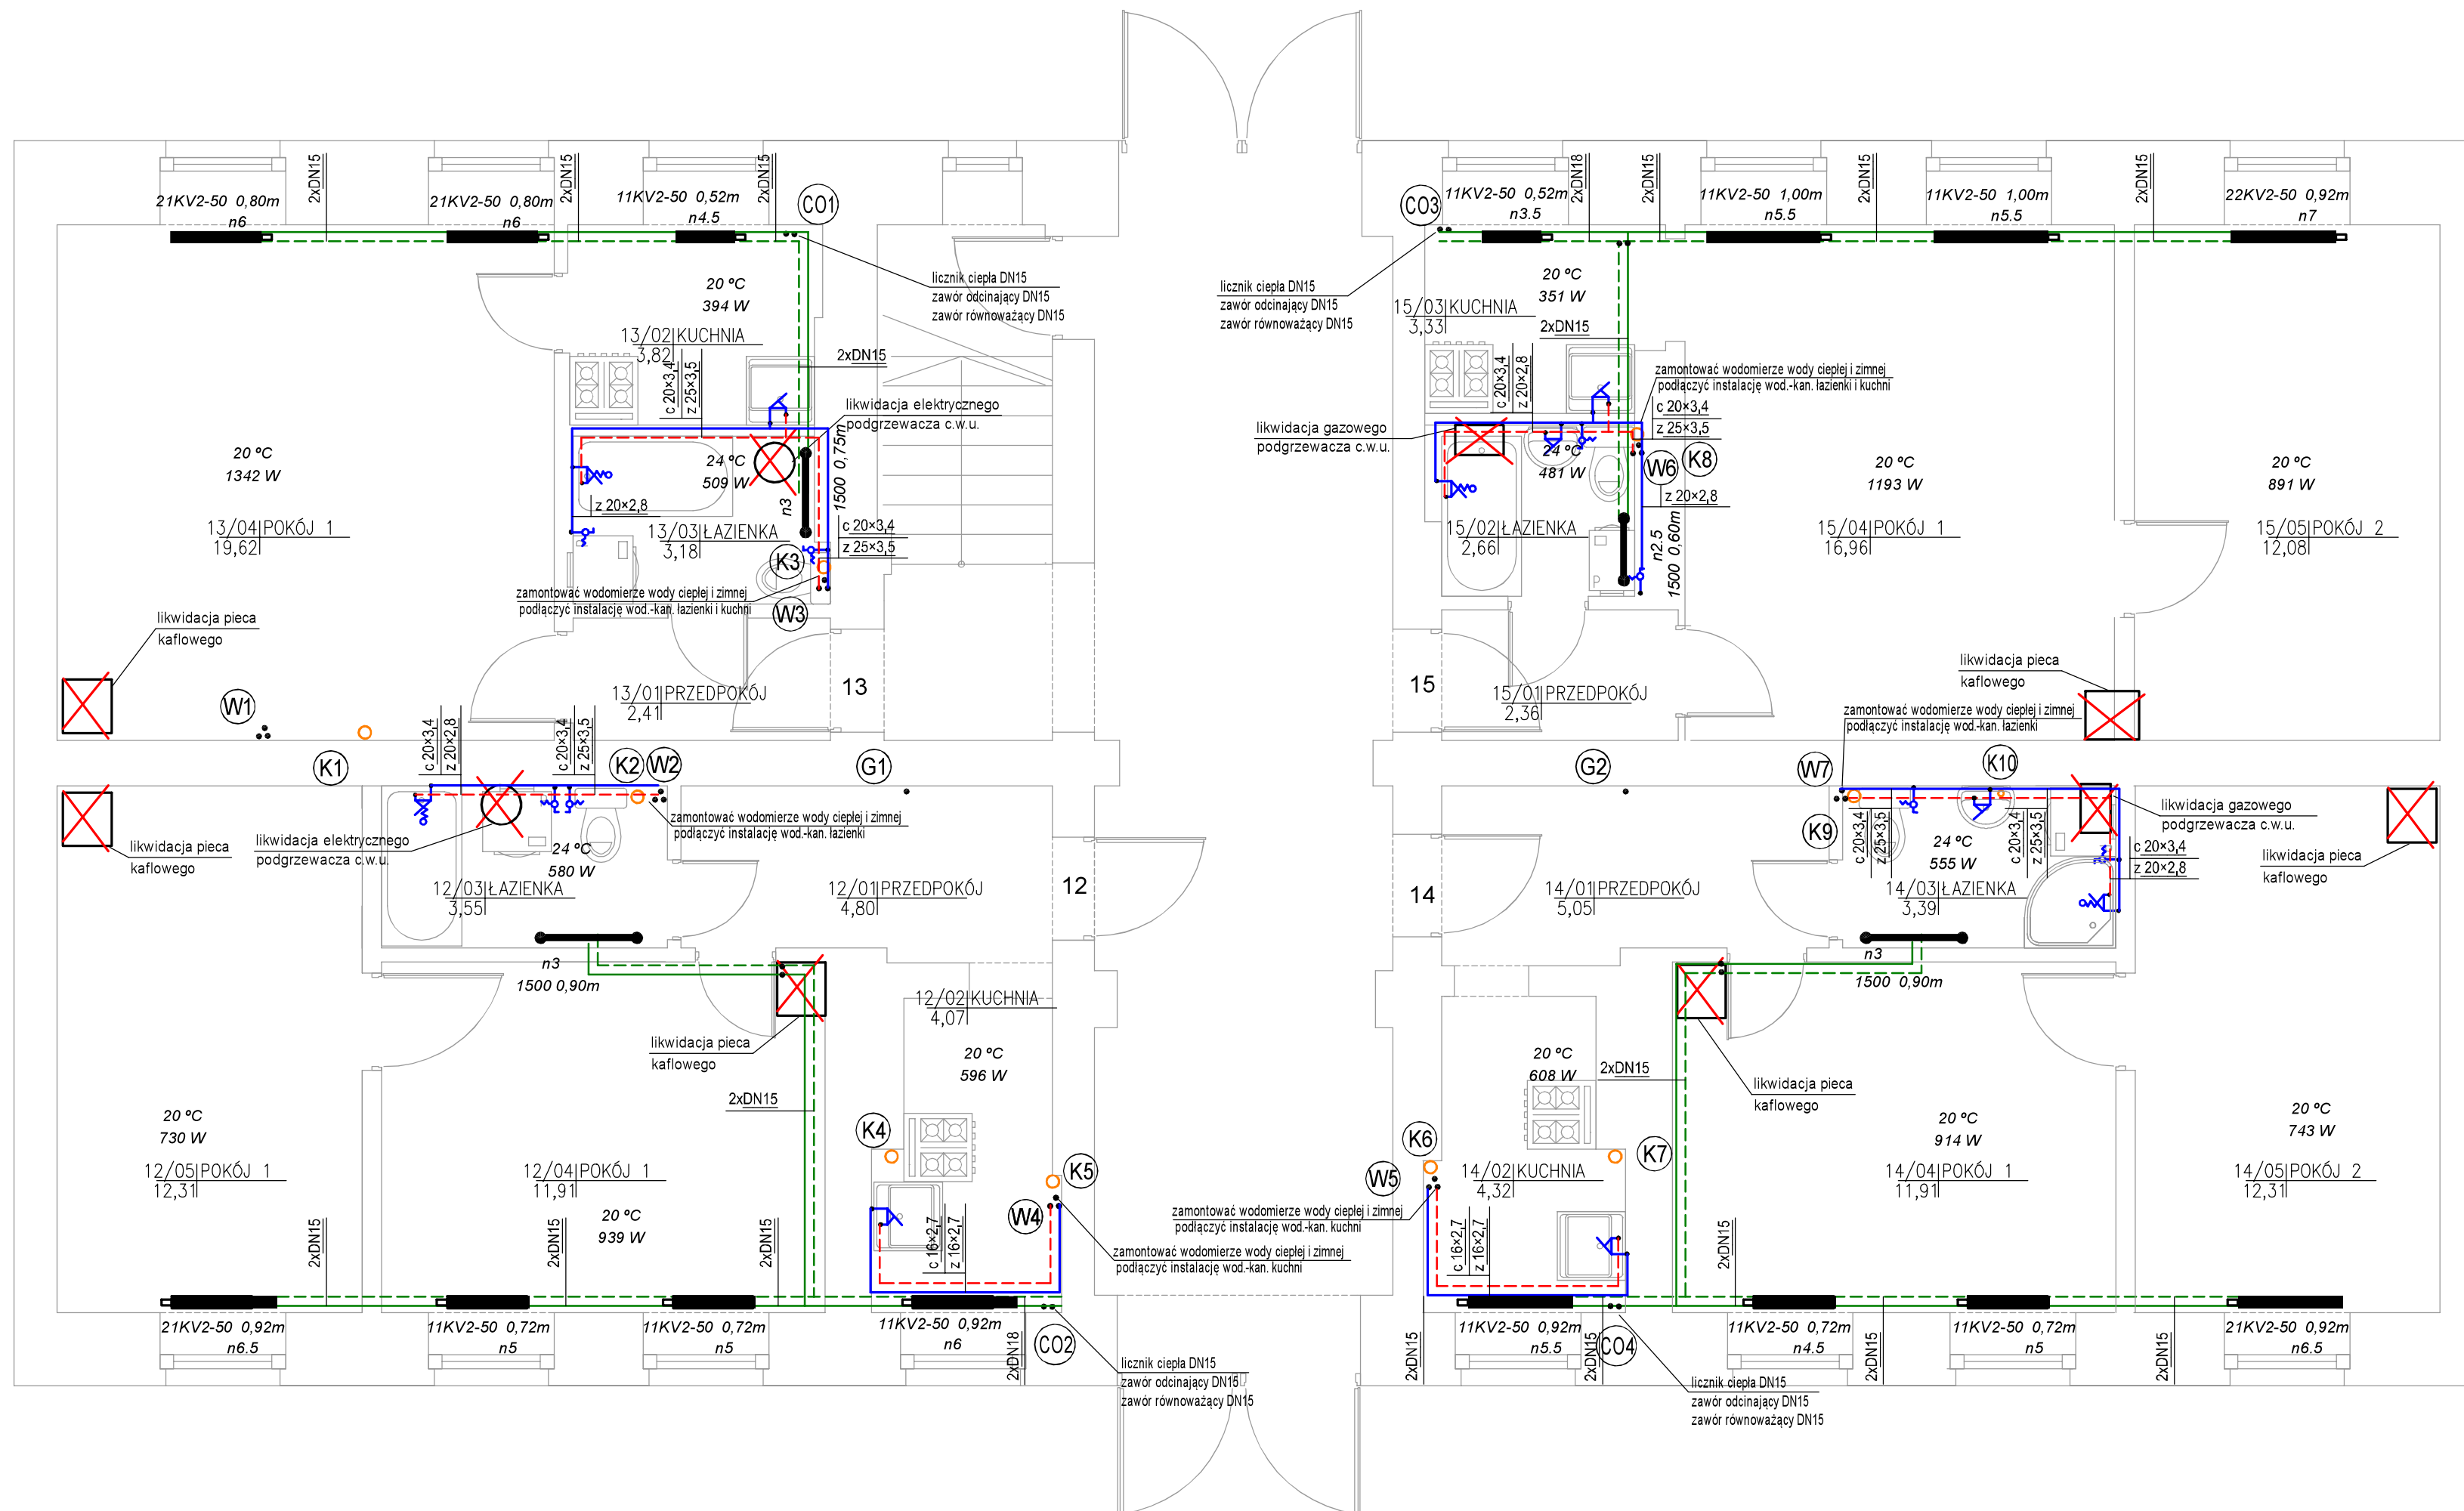 21KV2-50 0,80m
n6
2xDN15
21KV2-50 0,80m
n6
2xDN15
11KV2-50 0,52m
n4.5
2xDN15
CO1
CO3
11KV2-50 0,52m
n3.5
2xDN18
2xDN15
11KV2-50 1,00m
n5.5
2xDN15
11KV2-50 1,00m
n5.5
2xDN15
22KV2-50 0,92m
n7
licznik ciepła DN15
zawór odcinający DN15
zawór równoważący DN15
licznik ciepła DN15
zawór odcinający DN15
zawór równoważący DN15
20 ºC
394 W
13/02 KUCHNIA
3,82
c 20×3,4
z 25×3,5
2xDN15
likwidacja elektrycznego
podgrzewacza c.w.u.
20 ºC
1342 W
13/04 POKÓJ 1
19,62
24 ºC
509 W
n3
1500 0,75m
z 20×2,8
13/03 ŁAZIENKA
3,18
c 20×3,4
z 25×3,5
K3
zamontować wodomierze wody ciepłej i zimnej
podłączyć instalację wod.-kan. łazienki i kuchni
W3
20 ºC
351 W
15/03 KUCHNIA
3,33
2xDN15
c 20×3,4
z 20×2,8
zamontować wodomierze wody ciepłej i zimnej
podłączyć instalację wod.-kan. łazienki i kuchni
c 20×3,4
z 25×3,5
likwidacja gazowego
podgrzewacza c.w.u.
24 ºC
481 W
W6
K8
z 20×2,8
15/02 ŁAZIENKA
2,66
n2.5
1500 0,60m
20 ºC
1193 W
15/04 POKÓJ 1
16,96
20 ºC
891 W
15/05 POKÓJ 2
12,08
likwidacja pieca
kaflowego
W1
13/01 PRZEDPOKÓJ
2,41
13
15
15/01 PRZEDPOKÓJ
2,36
likwidacja pieca
kaflowego
zamontować wodomierze wody ciepłej i zimnej
podłączyć instalację wod.-kan. łazienki
K1
c 20×3,4
z 20×2,8
c 20×3,4
z 25×3,5
K2
W2
G1
G2
W7
K10
likwidacja pieca
kaflowego
likwidacja elektrycznego
podgrzewacza c.w.u.
zamontować wodomierze wody ciepłej i zimnej
podłączyć instalację wod.-kan. łazienki
24 ºC
580 W
12/03 ŁAZIENKA
3,55
12/01 PRZEDPOKÓJ
4,80
12
14
14/01 PRZEDPOKÓJ
5,05
K9
c 20×3,4
z 25×3,5
24 ºC
555 W
c 20×3,4
z 25×3,5
14/03 ŁAZIENKA
3,39
likwidacja gazowego
podgrzewacza c.w.u.
c 20×3,4
z 20×2,8
likwidacja pieca
kaflowego
n3
1500 0,90m
n3
1500 0,90m
12/02 KUCHNIA
4,07
likwidacja pieca
kaflowego
2xDN15
20 ºC
596 W
20 ºC
608 W
2xDN15
likwidacja pieca
kaflowego
20 ºC
730 W
12/05 POKÓJ 1
12,31
12/04 POKÓJ 1
11,91
20 ºC
939 W
K4
K5
W4
c 16×2,7
z 16×2,7
K6
W5
14/02 KUCHNIA
4,32
K7
c 16×2,7
z 16×2,7
zamontować wodomierze wody ciepłej i zimnej
podłączyć instalację wod.-kan. kuchni
zamontować wodomierze wody ciepłej i zimnej
podłączyć instalację wod.-kan. kuchni
20 ºC
914 W
14/04 POKÓJ 1
11,91
20 ºC
743 W
14/05 POKÓJ 2
12,31
2xDN15
2xDN15
2xDN15
2xDN15
21KV2-50 0,92m
n6.5
11KV2-50 0,72m
n5
11KV2-50 0,72m
n5
11KV2-50 0,92m
n6
2xDN18
CO2
licznik ciepła DN15
zawór odcinający DN15
zawór równoważący DN15
2xDN15
11KV2-50 0,92m
n5.5
2xDN15
CO4
11KV2-50 0,72m
n4.5
2xDN15
11KV2-50 0,72m
n5
2xDN15
21KV2-50 0,92m
n6.5
licznik ciepła DN15
zawór odcinający DN15
zawór równoważący DN15